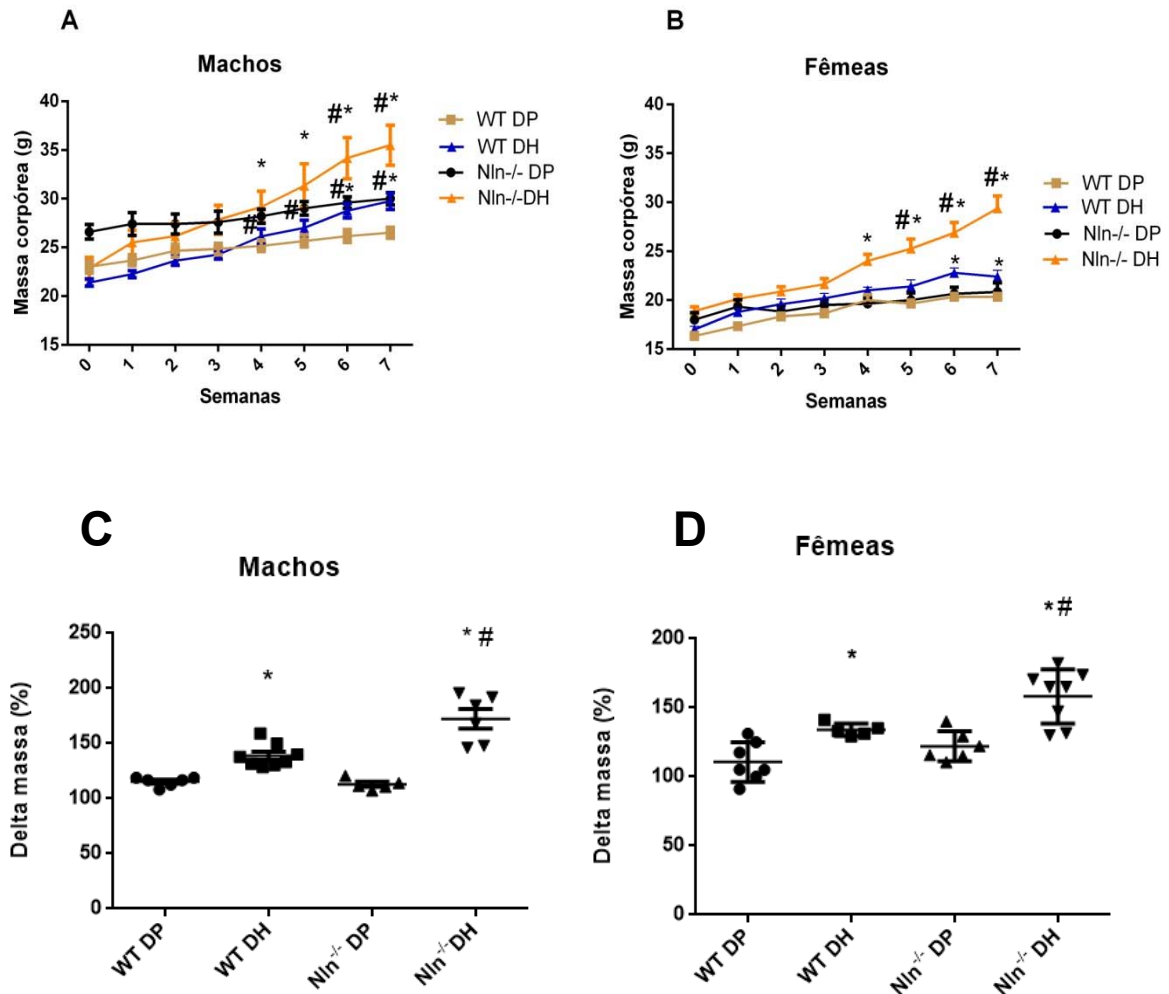 A
Machos
Massa corpórea (g)
40
35
30
25
20
15
0 1 2 3 4 5 6 7
Semanas
* * #* #*
# # #* #*
WT DP
WT DH
Nln-/- DP
Nln-/-DH
B
Fêmeas
Massa corpórea (g)
40
35
30
25
20
15
0 1 2 3 4 5 6 7
Semanas
* #* #* #*
* *
WT DP
WT DH
Nln-/- DP
Nln-/- DH
C
Machos
Delta massa (%)
250
200
150
100
50
0
* * #
WT DP
WT DH
Nln-/- DP
Nln-/-DH
D
Fêmeas
Delta massa (%)
200
150
100
50
0
* * #
WT DP
WT DH
Nln-/- DP
Nln-/- DH